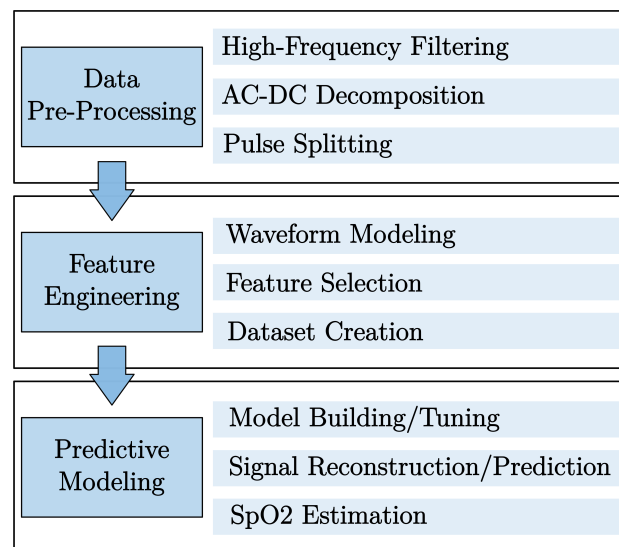 Data
Pre-Processing
High-Frequency Filtering
AC-DC Decomposition
Pulse Splitting
Feature
Engineering
Waveform Modeling
Feature Selection
Dataset Creation
Predictive
Modeling
Model Building/Tuning
Signal Reconstruction/Prediction
SpO2 Estimation